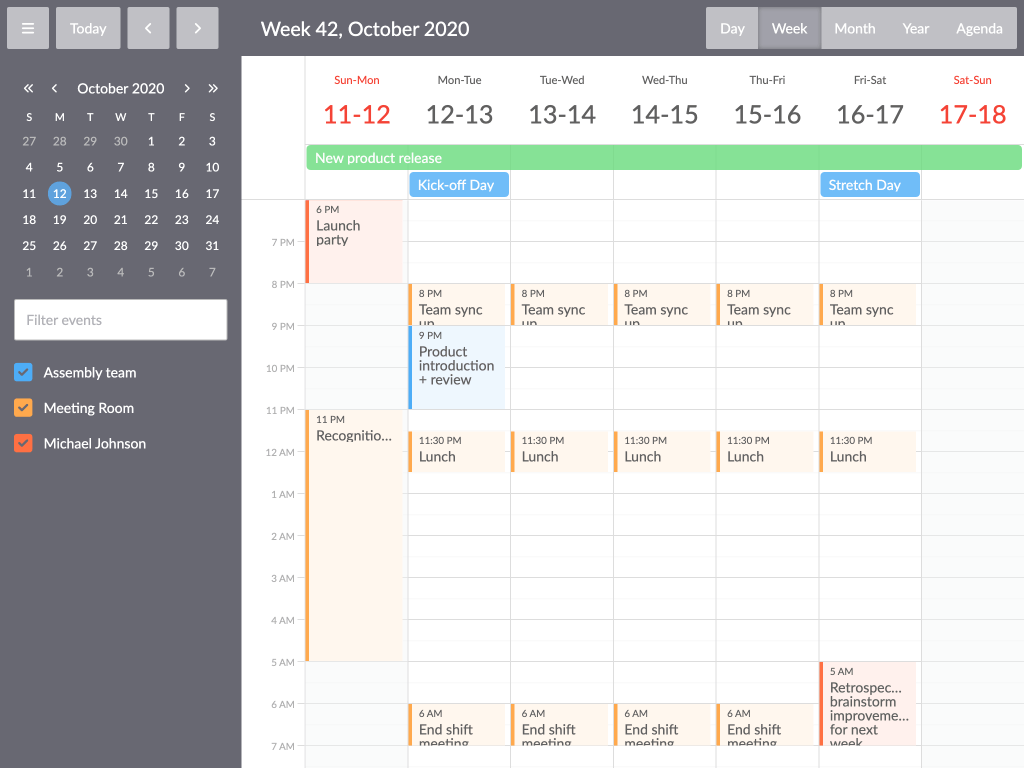 Today
Week 42, October 2020
Day Week Month Year Agenda
October 2020
S M T W T F S
27 28 29 30 1 2 3
4 5 6 7 8 9 10
11 12 13 14 15 16 17
18 19 20 21 22 23 24
25 26 27 28 29 30 31
1 2 3 4 5 6 7
Filter events
Assembly team
Meeting Room
Michael Johnson
Sun-Mon Mon-Tue Tue-Wed Wed-Thu Thu-Fri Fri-Sat Sat-Sun
11-12 12-13 13-14 14-15 15-16 16-17 17-18
New product release
Kick-off Day Stretch Day
6 PM
Launch
party
7 PM
8 PM
8 PM 8 PM 8 PM 8 PM 8 PM
Team sync Team sync Team sync Team sync Team sync
up up up up up
9 PM
9 PM
Product
introduction
+ review
10 PM
11 PM
11 PM
Recognitio...
11:30 PM 11:30 PM 11:30 PM 11:30 PM 11:30 PM
12 AM
Lunch Lunch Lunch Lunch Lunch
1 AM
2 AM
3 AM
4 AM
5 AM
5 AM
Retrospec...
brainstorm
improveme...
for next
week
6 AM
6 AM 6 AM 6 AM 6 AM
End shift End shift End shift End shift
meeting meeting meeting meeting
7 AM